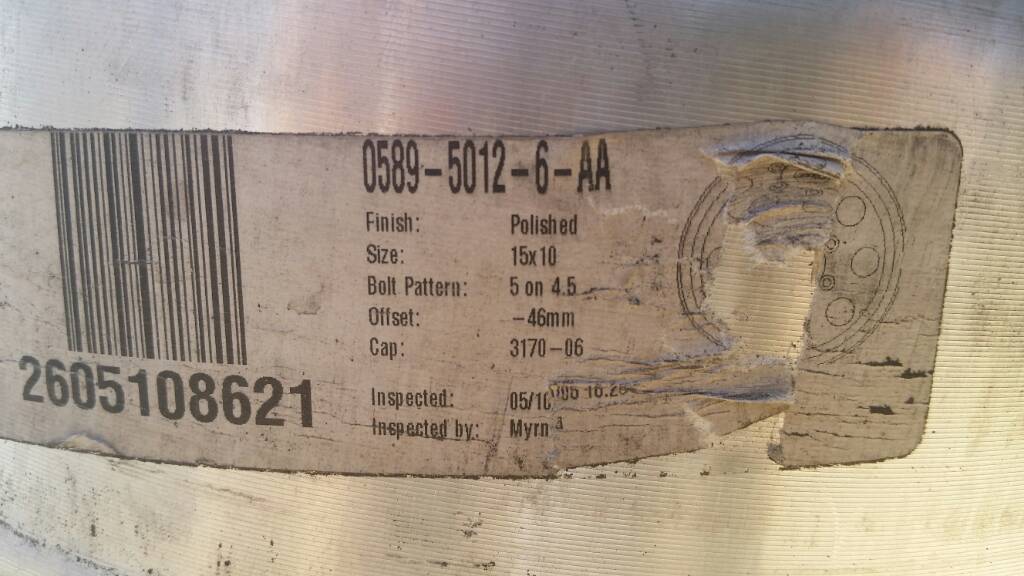 0589-5012-6-AA
Finish: Polished
Size: 15x10
Bolt Pattern: 5 on 4.5
Offset: -46mm
Cap: 3170-06
Inspected:
Inspected by:
2605108621